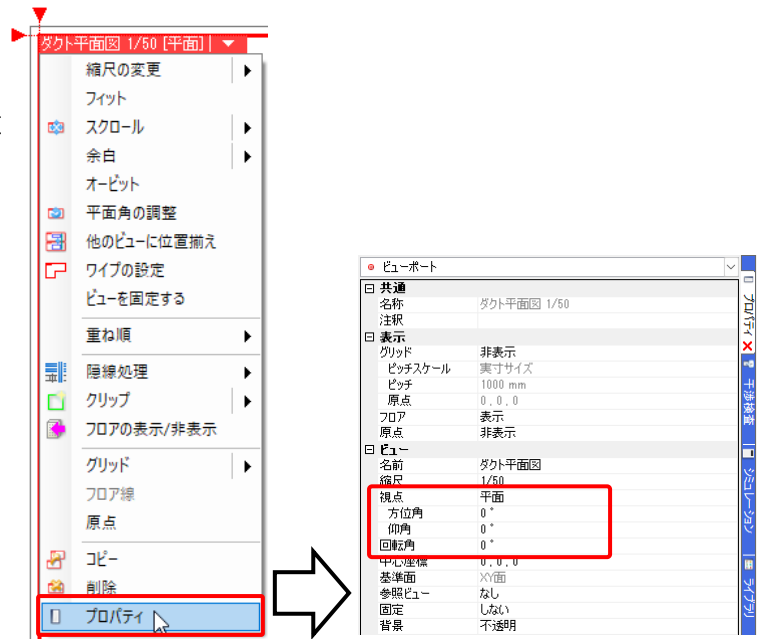 ダクト平面図 1/50 [平面]
縮尺の変更
フィット
スクロール
余白
オービット
平面角の調整
他のビューに位置揃え
ワイプの設定
ビューを固定する
重ね順
隠線処理
クリップ
フロアの表示/非表示
グリッド
フロア線
原点
コピー
削除
プロパティ
ビューポート
共通
名称 ダクト平面図 1/50
注釈
表示
グリッド 非表示
ピッチスケール 実寸サイズ
ピッチ 1000 mm
原点 0,0,0
フロア 表示
原点 非表示
ビュー
名前 ダクト平面図
縮尺 1/50
視点 平面
方位角 0°
仰角 0°
回転角 0°
中心座標 0,0,0
基準面 XY面
参照ビュー なし
固定 しない
背景 不透明
プロパティ
干渉検査
シミュレーション
ライブラリ